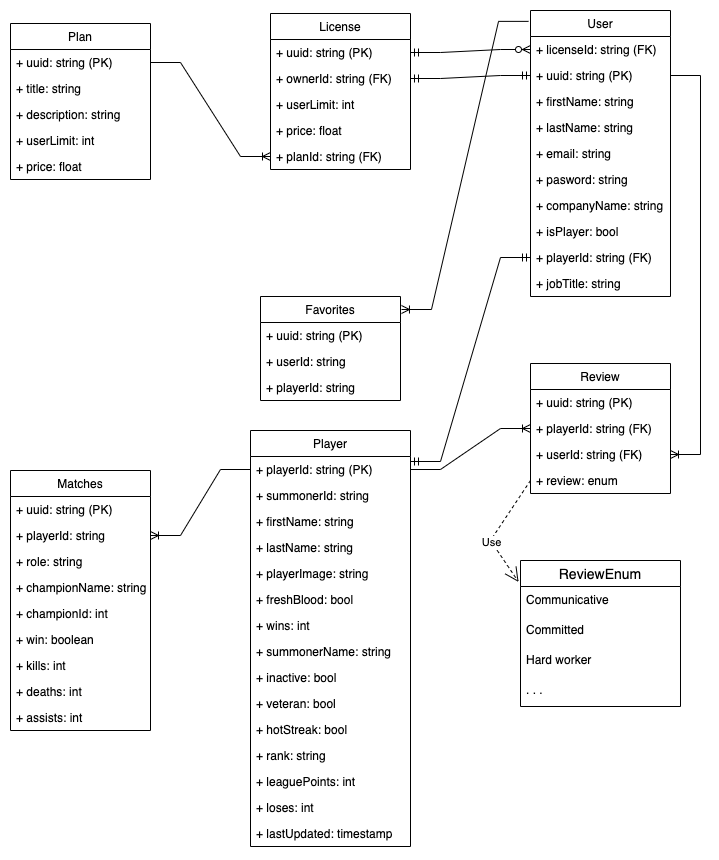 Plan
+ uuid: string (PK)
+ title: string
+ description: string
+ userLimit: int
+ price: float
License
+ uuid: string (PK)
+ ownerId: string (FK)
+ userLimit: int
+ price: float
+ planId: string (FK)
User
+ licenseId: string (FK)
+ uuid: string (PK)
+ firstName: string
+ lastName: string
+ email: string
+ pasword: string
+ companyName: string
+ isPlayer: bool
+ playerId: string (FK)
+ jobTitle: string
Favorites
+ uuid: string (PK)
+ userId: string
+ playerId: string
Review
+ uuid: string (PK)
+ playerId: string (FK)
+ userId: string (FK)
+ review: enum
Player
+ playerId: string (PK)
+ summonerId: string
+ firstName: string
+ lastName: string
+ playerImage: string
+ freshBlood: bool
+ wins: int
+ summonerName: string
+ inactive: bool
+ veteran: bool
+ hotStreak: bool
+ rank: string
+ leaguePoints: int
+ loses: int
+ lastUpdated: timestamp
Matches
+ uuid: string (PK)
+ playerId: string
+ role: string
+ championName: string
+ championId: int
+ win: boolean
+ kills: int
+ deaths: int
+ assists: int
Use
ReviewEnum
Communicative
Committed
Hard worker
. . .